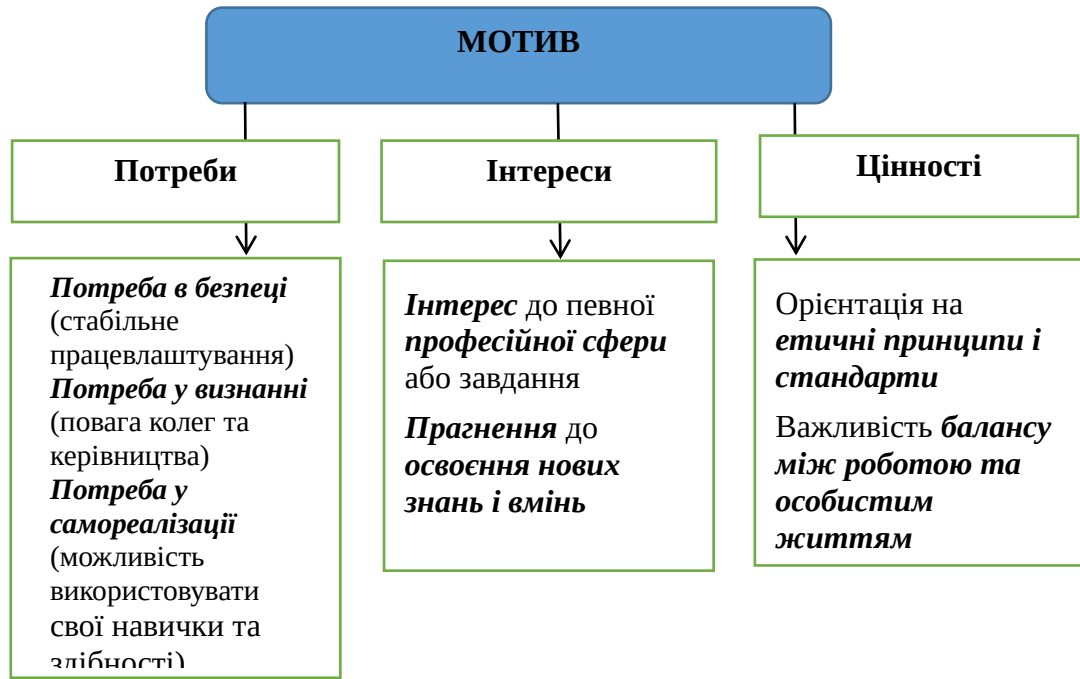 МОТИВ
Потреби
Інтереси
Цінності
Потреба в безпеці
(стабільне
працевлаштування)
Потреба у визнанні
(повага колег та
керівництва)
Потреба у
самореалізації
(можливість
використовувати
свої навички та
здібності)
Інтерес до певної
професійної сфери
або завдання
Прагнення до
освоєння нових
знань і вмінь
Орієнтація на
етичні принципи і
стандарти
Важливість балансу
між роботою та
особистим
життям